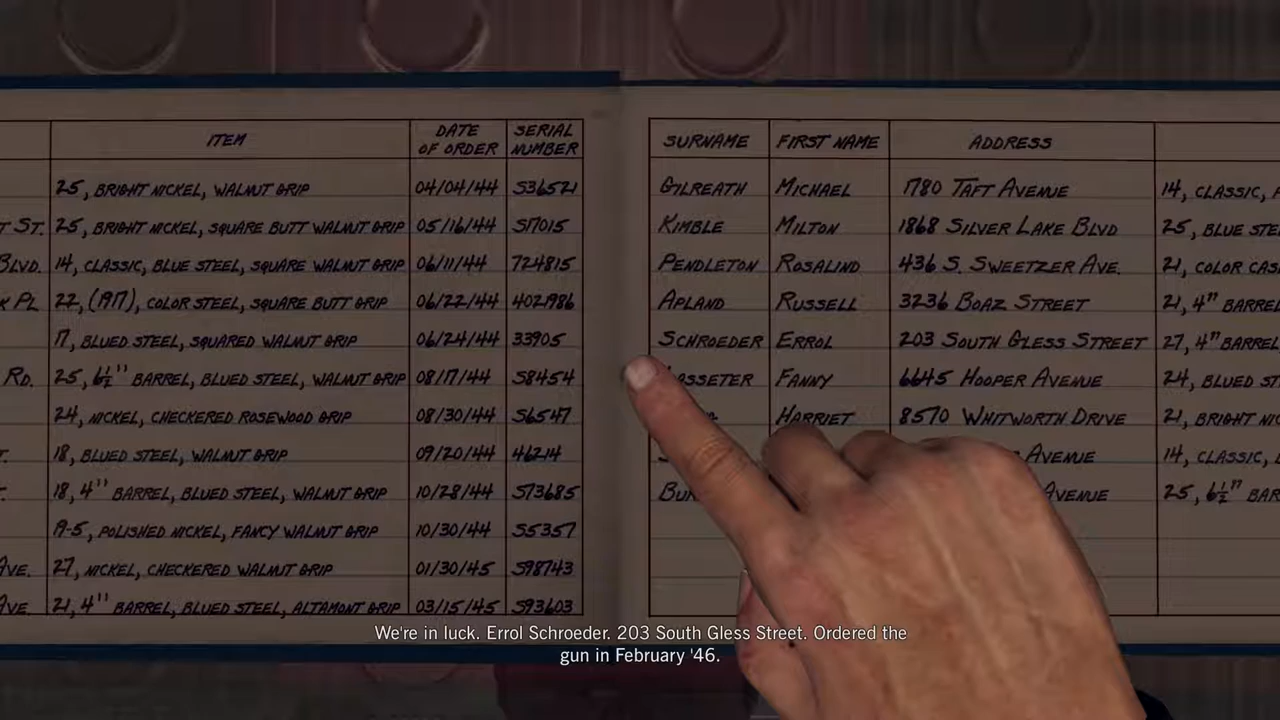 ITEM DATE OF ORDER SERIAL NUMBER
25, BRIGHT NICKEL, WALNUT GRIP 04/04/44 S36521
T ST. 25, BRIGHT NICKEL, SQUARE BUTT WALNUT GRIP 05/16/44 S17015
BLVD. 14, CLASSIC, BLUE STEEL, SQUARE WALNUT GRIP 06/11/44 724815
K PL 22, (1917), COLOR STEEL, SQUARE BUTT GRIP 06/22/44 4021986
17, BLUED STEEL, SQUARED WALNUT GRIP 06/24/44 33905
RD. 25, 6½" BARREL, BLUED STEEL, WALNUT GRIP 08/17/44 S8454
24, NICKEL, CHECKERED ROSEWOOD GRIP 08/30/44 S6547
T. 18, BLUED STEEL, WALNUT GRIP 09/20/44 46214
T. 18, 4" BARREL, BLUED STEEL, WALNUT GRIP 10/28/44 S73685
19-5, POLISHED NICKEL, FANCY WALNUT GRIP 10/30/44 S5357
AVE. 27, NICKEL, CHECKERED WALNUT GRIP 01/30/45 S98743
AVE 21, 4" BARREL, BLUED STEEL, ALTAMONT GRIP 03/15/45 S93603
SURNAME FIRST NAME ADDRESS
GILREATH MICHAEL 1780 TAFT AVENUE 14, CLASSIC,
KIMBLE MILTON 1868 SILVER LAKE BLVD 25, BLUE STEE
PENDLETON ROSALIND 436 S. SWEETZER AVE. 21, COLOR CAS
APLAND RUSSELL 3236 BOAZ STREET 21, 4" BARREL
SCHROEDER ERROL 203 SOUTH GLESS STREET 27, 4" BARREL
ASSETER FANNY 6645 HOOPER AVENUE 24, BLUED ST
HARRIET 8570 WHITWORTH DRIVE 21, BRIGHT NIC
AVENUE 14, CLASSIC,
BU AVENUE 25, 6½" BAR
We're in luck. Errol Schroeder. 203 South Gless Street. Ordered the
gun in February '46.